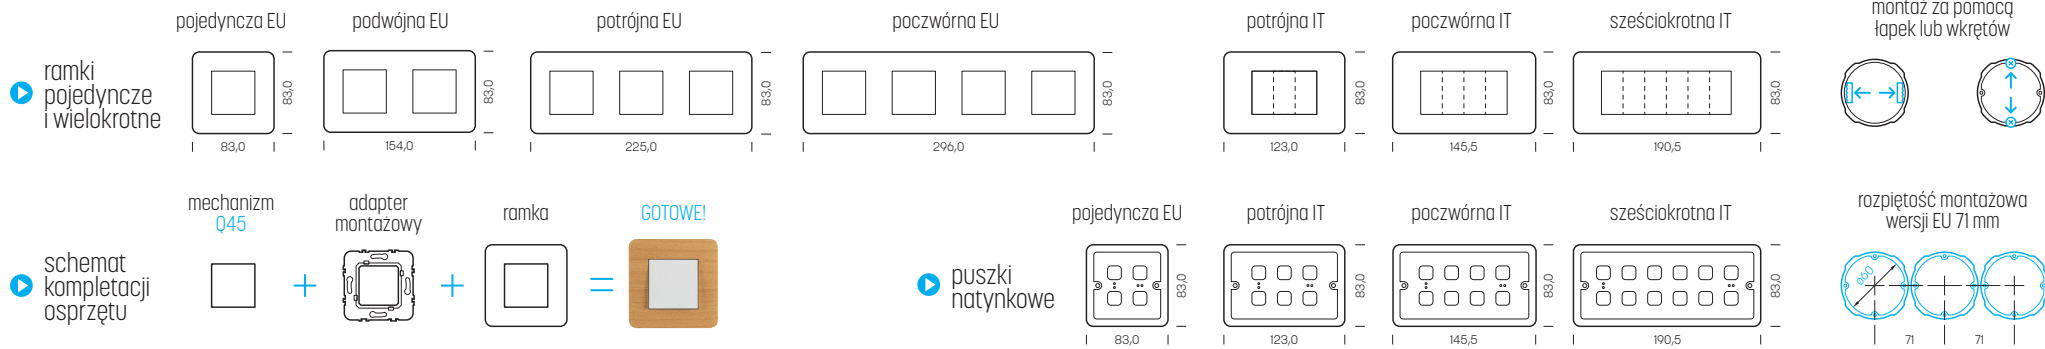 pojedyncza EU
podwójna EU
potrójna EU
poczwórna EU
potrójna IT
poczwórna IT
sześciokrotna IT
montaż za pomocą
łapek lub wkrętów
ramki
pojedyncze
i wielokrotne
83,0
83,0
83,0
83,0
83,0
83,0
83,0
83,0
154,0
225,0
296,0
123,0
145,5
190,5
mechanizm
Q45
adapter
montażowy
ramka
GOTOWE!
pojedyncza EU
potrójna IT
poczwórna IT
sześciokrotna IT
rozpiętość montażowa
wersji EU 71 mm
schemat
kompletacji
osprzętu
puszki
natynkowe
83,0
83,0
83,0
83,0
Ø60
83,0
123,0
145,5
190,5
71
71